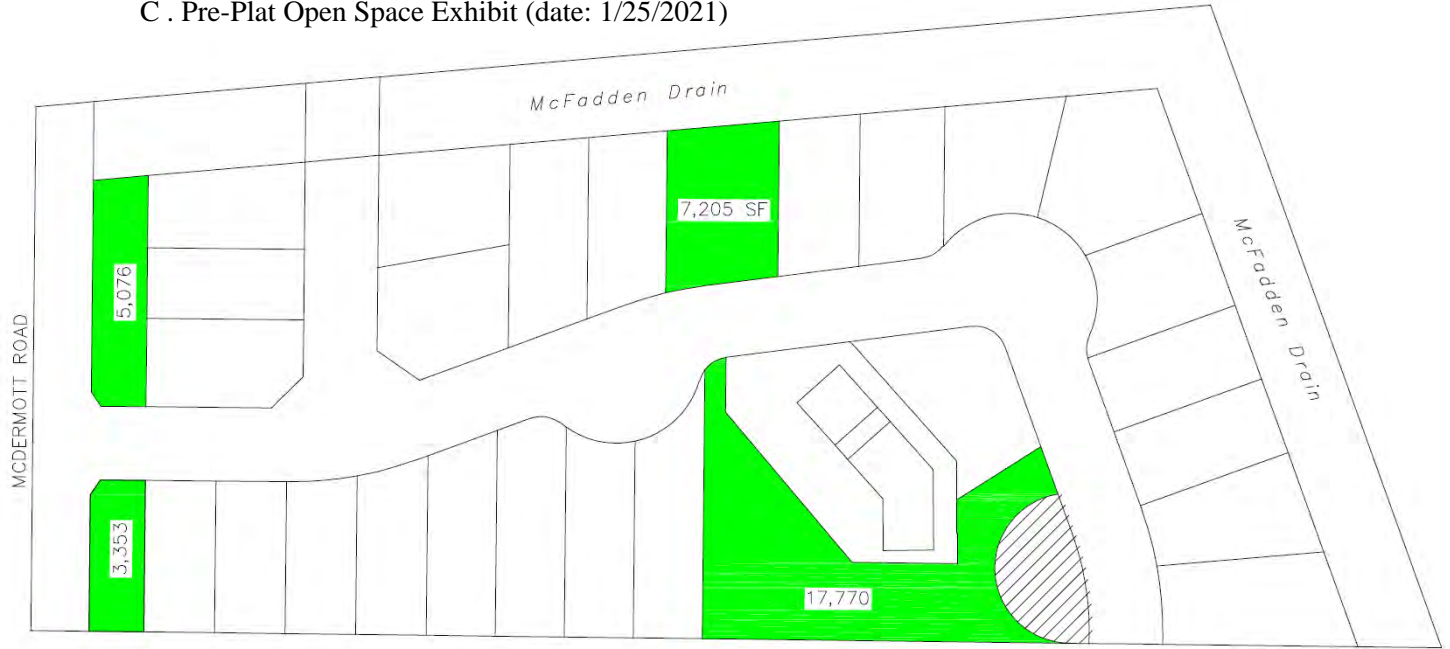 C . Pre-Plat Open Space Exhibit (date: 1/25/2021)
McFadden Drain
7,205 SF
5,076
McFadden Drain
MCDERMOTT ROAD
3,353
17,770